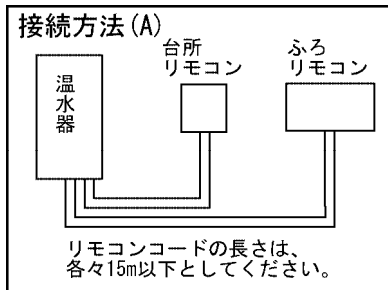 接続方法(A)
台所
リモコン
ふろ
リモコン
温水器
リモコンコードの長さは、
各々15m以下としてください。